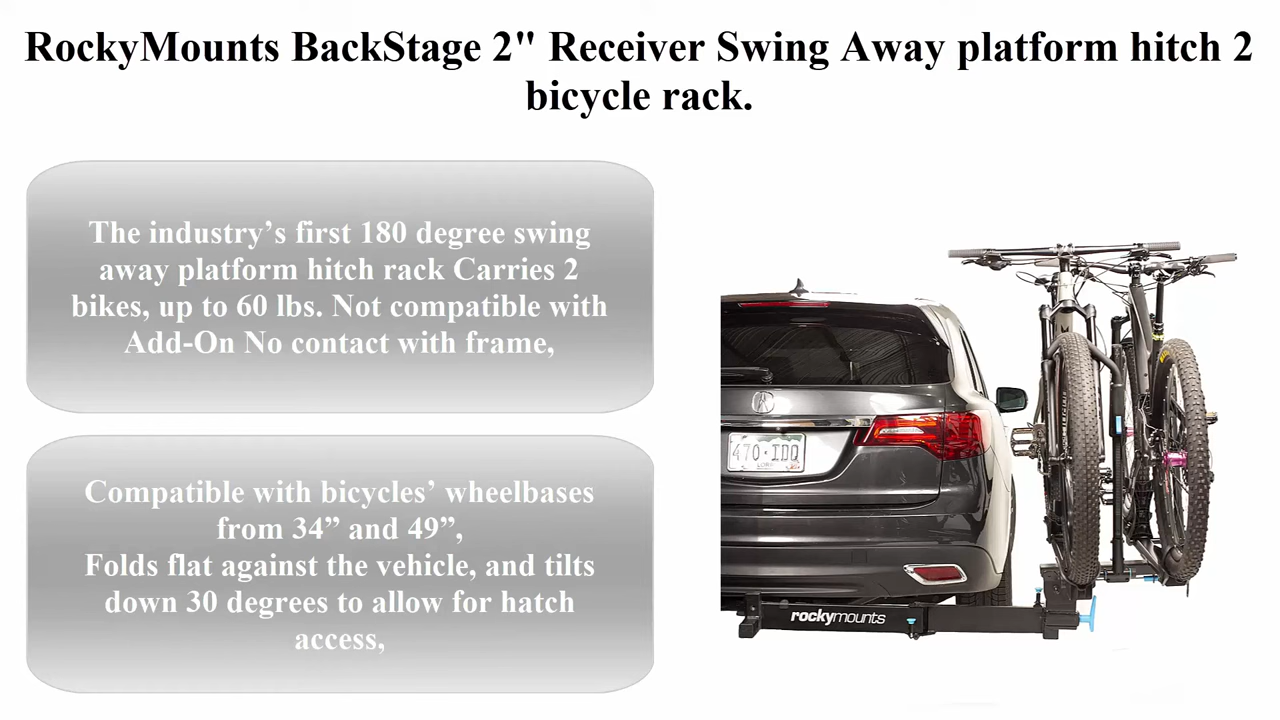 RockyMounts BackStage 2" Receiver Swing Away platform hitch 2
bicycle rack.
The industry’s first 180 degree swing
away platform hitch rack Carries 2
bikes, up to 60 lbs. Not compatible with
Add-On No contact with frame,
Compatible with bicycles’ wheelbases
from 34” and 49”,
Folds flat against the vehicle, and tilts
down 30 degrees to allow for hatch
access,
470 IDQ
rockymounts